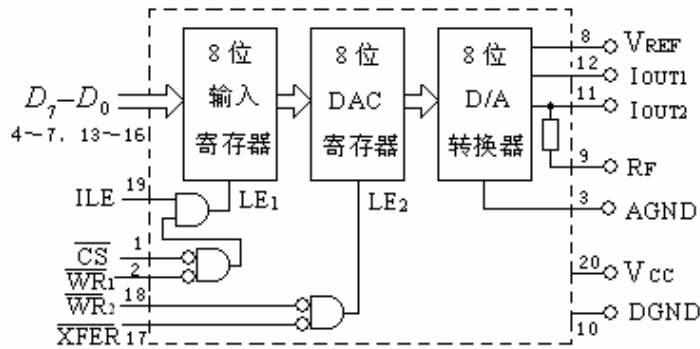 8 位
输入
寄存器
8 位
DAC
寄存器
8 位
D/A
转换器
D₇–D₀
4～7. 13～16
8 VREF
12 IOUT1
11 IOUT2
9 RF
3 AGND
20 VCC
10 DGND
ILE 19
LE1
LE2
CS 1
WR1 2
WR2 18
XFER 17